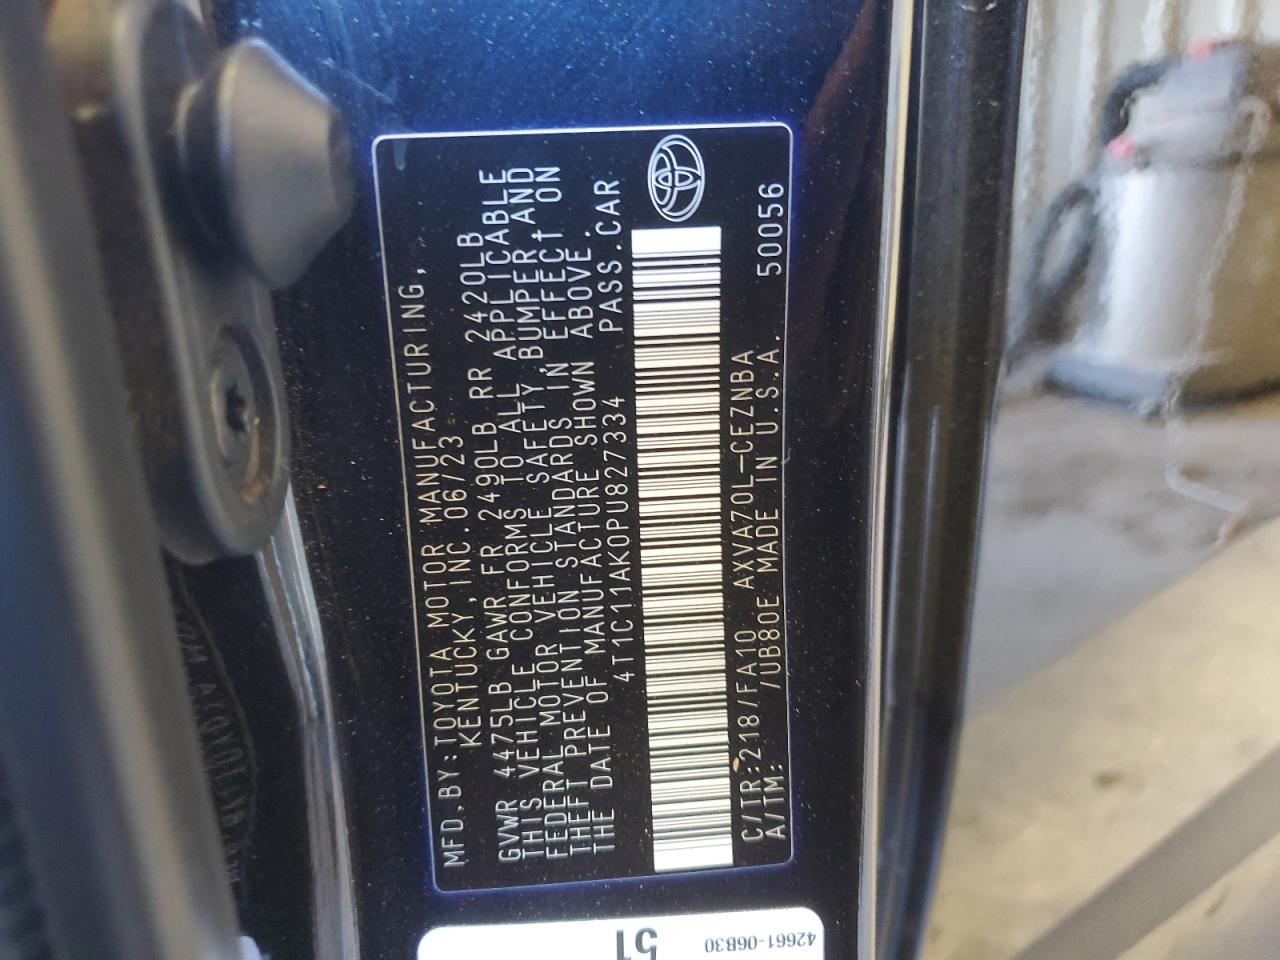 MFD.BY:TOYOTA MOTOR MANUFACTURING,
KENTUCKY,INC.06/23
GVWR 4475LB GAWR FR 2490LB RR 2420LB
THIS VEHICLE CONFORMS TO ALL APPLICABLE
FEDERAL MOTOR VEHICLE SAFETY,BUMPER,AND
THEFT PREVENTION STANDARDS IN EFFECT ON
THE DATE OF MANUFACTURE SHOWN ABOVE.
4T1C11AK0PU827334 PASS.CAR
C/TR:218/FA10 AXVA70L-CEZNBA
A/TM: /UB80E MADE IN U.S.A. 50056
51
42661-06B30